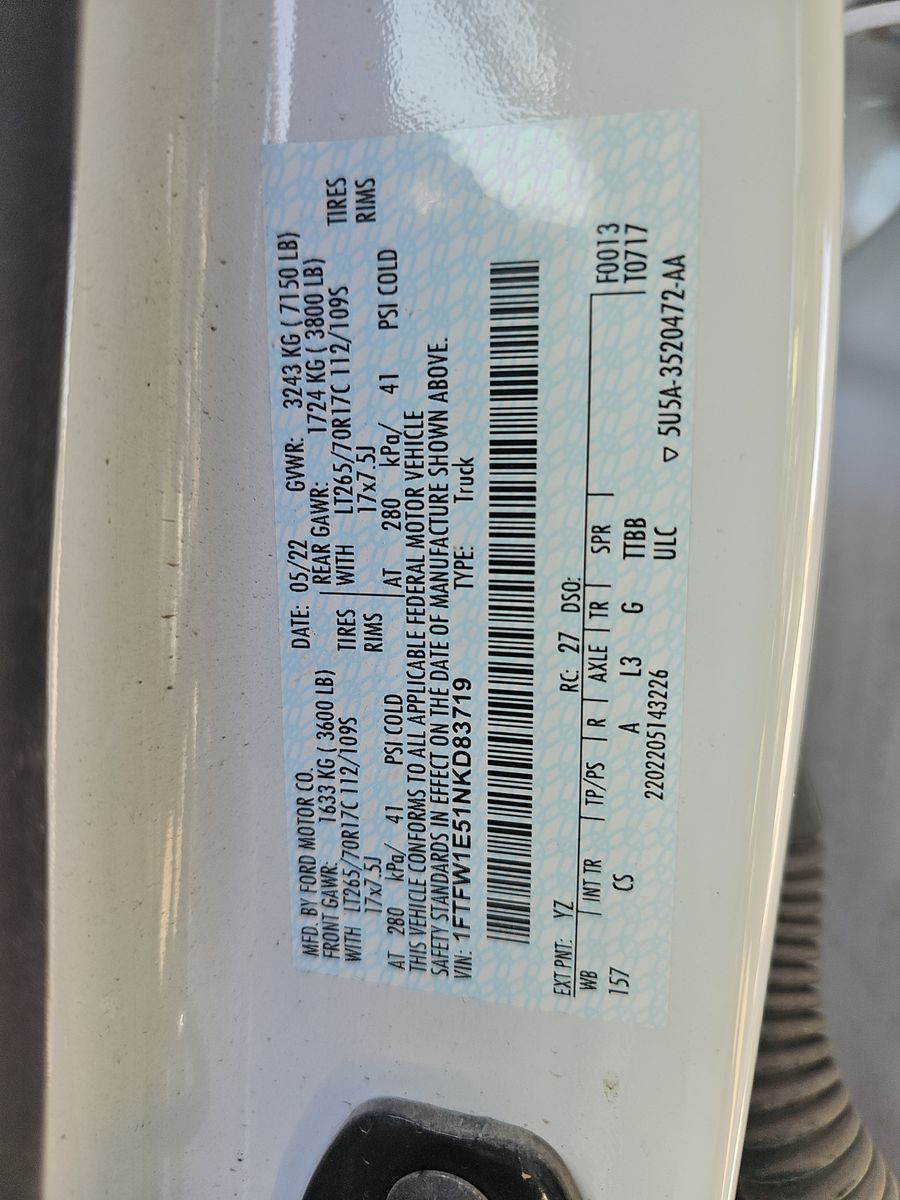 MFD. BY FORD MOTOR CO.
DATE: 05/22 GVWR: 3243 KG ( 7150 LB)
FRONT GAWR: 1633 KG ( 3600 LB) REAR GAWR: 1724 KG ( 3800 LB)
WITH LT265/70R17C 112/109S TIRES WITH LT265/70R17C 112/109S TIRES
17x7.5J RIMS 17x7.5J RIMS
AT 280 kPa/ 41 PSI COLD AT 280 kPa/ 41 PSI COLD
THIS VEHICLE CONFORMS TO ALL APPLICABLE FEDERAL MOTOR VEHICLE
SAFETY STANDARDS IN EFFECT ON THE DATE OF MANUFACTURE SHOWN ABOVE.
VIN: 1FTFW1E51NKD83719 TYPE: Truck
EXT PNT: YZ RC: 27 DSO: F0013
WB INT TR TP/PS R AXLE TR SPR T0717
157 CS A L3 G TTBB
2202205143226 ULC ▽ 5U5A-3520472-AA